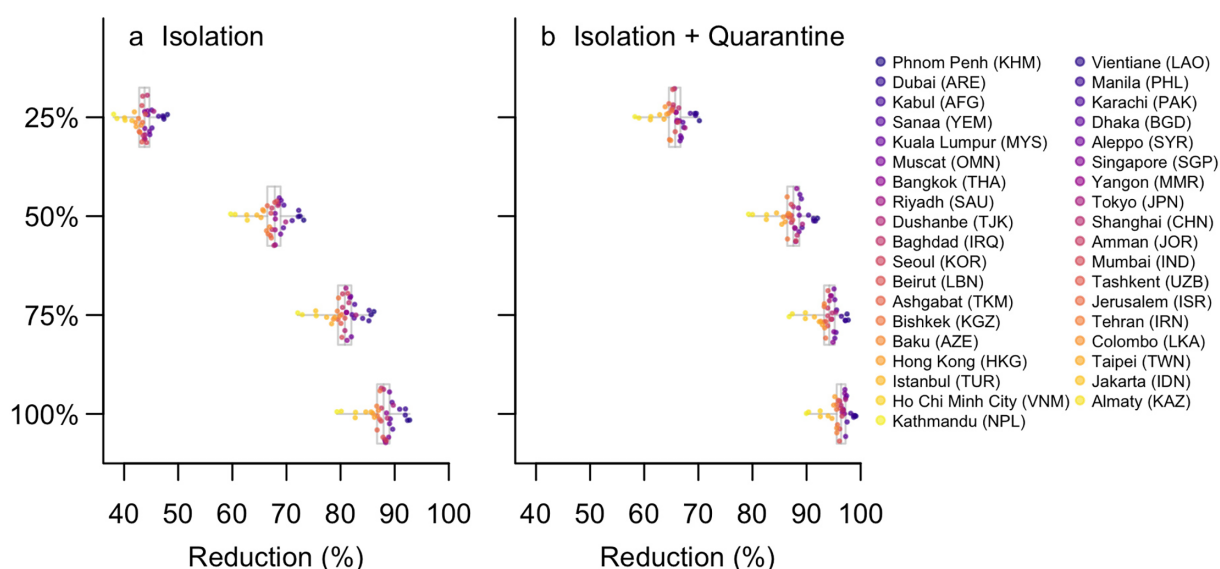 a Isolation
b Isolation + Quarantine
25%
50%
75%
100%
40 50 60 70 80 90 100
Reduction (%)
40 50 60 70 80 90 100
Reduction (%)
Phnom Penh (KHM)
Dubai (ARE)
Kabul (AFG)
Sanaa (YEM)
Kuala Lumpur (MYS)
Muscat (OMN)
Bangkok (THA)
Riyadh (SAU)
Dushanbe (TJK)
Baghdad (IRQ)
Seoul (KOR)
Beirut (LBN)
Ashgabat (TKM)
Bishkek (KGZ)
Baku (AZE)
Hong Kong (HKG)
Istanbul (TUR)
Ho Chi Minh City (VNM)
Kathmandu (NPL)
Vientiane (LAO)
Manila (PHL)
Karachi (PAK)
Dhaka (BGD)
Aleppo (SYR)
Singapore (SGP)
Yangon (MMR)
Tokyo (JPN)
Shanghai (CHN)
Amman (JOR)
Mumbai (IND)
Tashkent (UZB)
Jerusalem (ISR)
Tehran (IRN)
Colombo (LKA)
Taipei (TWN)
Jakarta (IDN)
Almaty (KAZ)